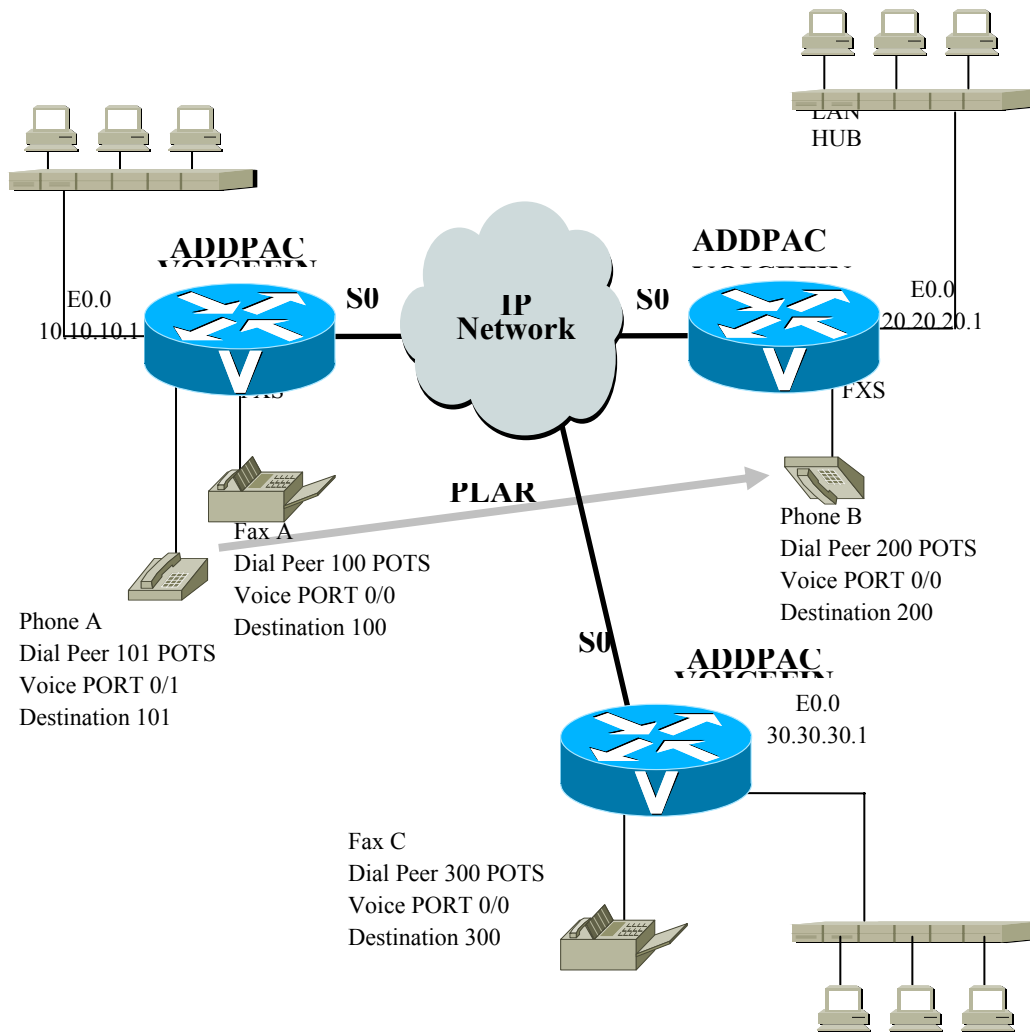 LAN
HUB
ADDPAC
ADDPAC
E0.0
10.10.10.1
S0
IP
Network
S0
E0.0
20.20.20.1
FXS
FXS
PLAR
Fax A
Dial Peer 100 POTS
Voice PORT 0/0
Destination 100
Phone B
Dial Peer 200 POTS
Voice PORT 0/0
Destination 200
Phone A
Dial Peer 101 POTS
Voice PORT 0/1
Destination 101
S0
ADDPAC
E0.0
30.30.30.1
Fax C
Dial Peer 300 POTS
Voice PORT 0/0
Destination 300
V
V
V